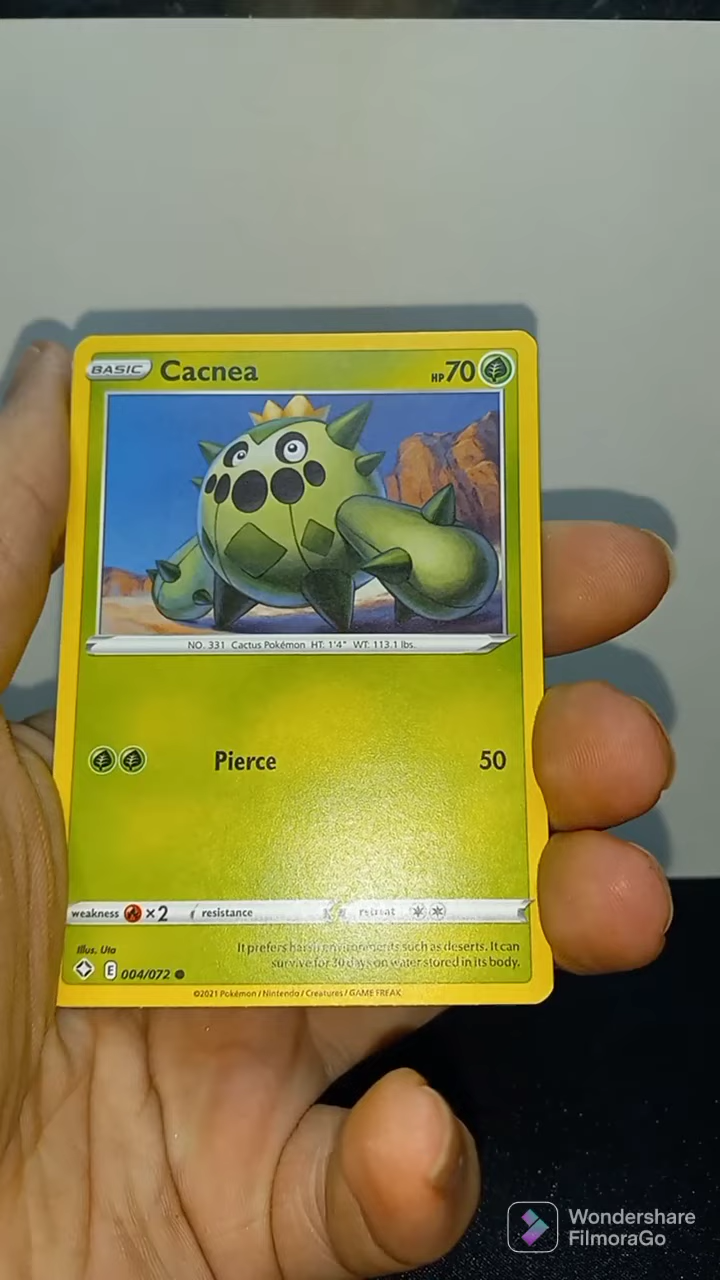 BASIC Cacnea HP 70
NO. 331 Cactus Pokémon HT: 1'4" WT: 113.1 lbs.
Pierce 50
weakness ×2 resistance retreat
Illus. Uta
It prefers harsh environments such as deserts. It can
survive for 30 days on water stored in its body.
E 004/072
©2021 Pokémon / Nintendo / Creatures / GAME FREAK
Wondershare
FilmoraGo